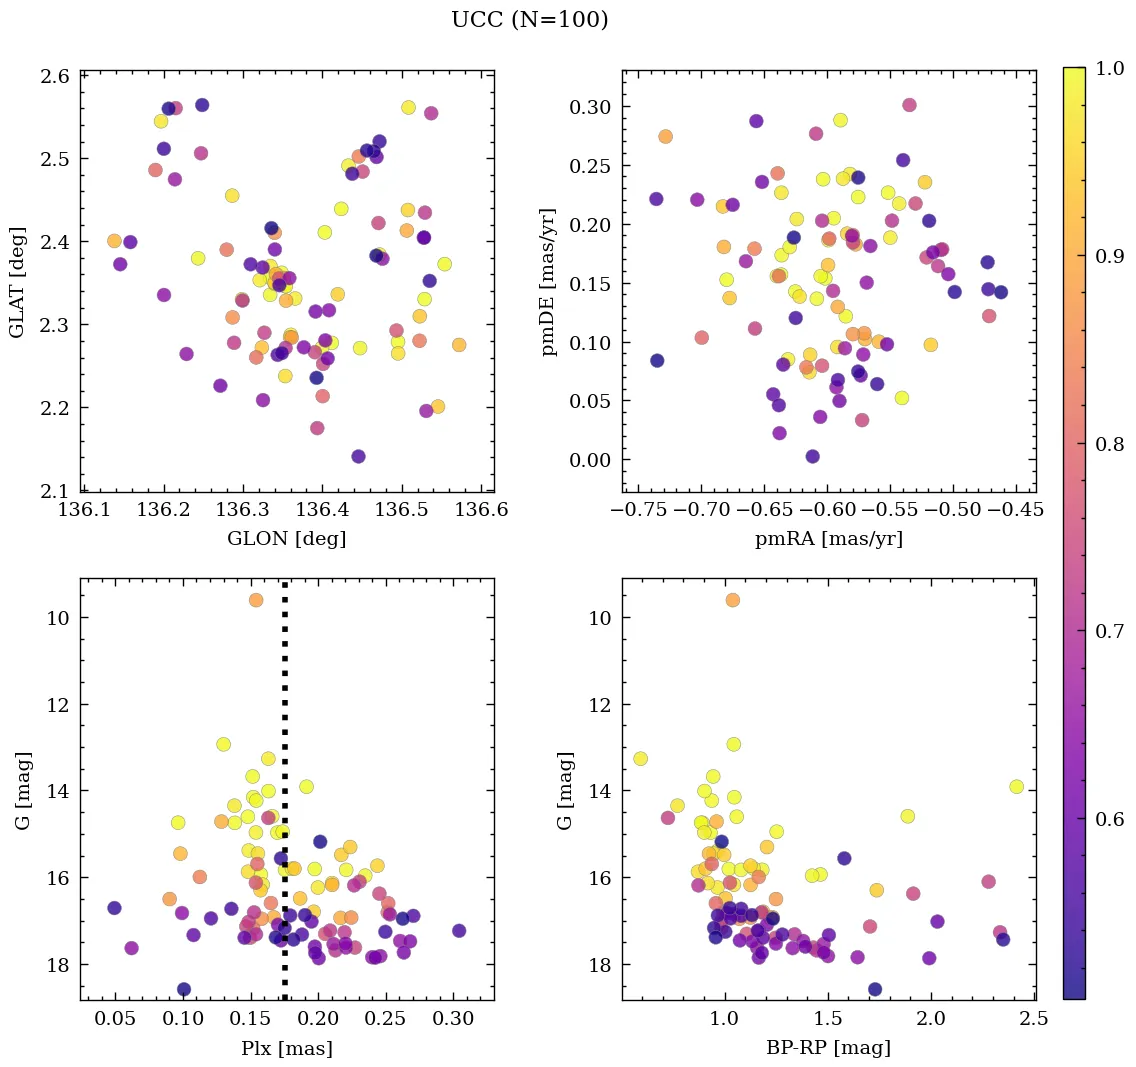 UCC (N=100)
2.6
2.5
2.4
2.3
2.2
2.1
GLAT [deg]
136.1 136.2 136.3 136.4 136.5 136.6
GLON [deg]
0.30
0.25
0.20
0.15
0.10
0.05
0.00
pmDE [mas/yr]
−0.75 −0.70 −0.65 −0.60 −0.55 −0.50 −0.45
pmRA [mas/yr]
10
12
14
16
18
G [mag]
0.05 0.10 0.15 0.20 0.25 0.30
Plx [mas]
10
12
14
16
18
G [mag]
1.0 1.5 2.0 2.5
BP-RP [mag]
1.0
0.9
0.8
0.7
0.6